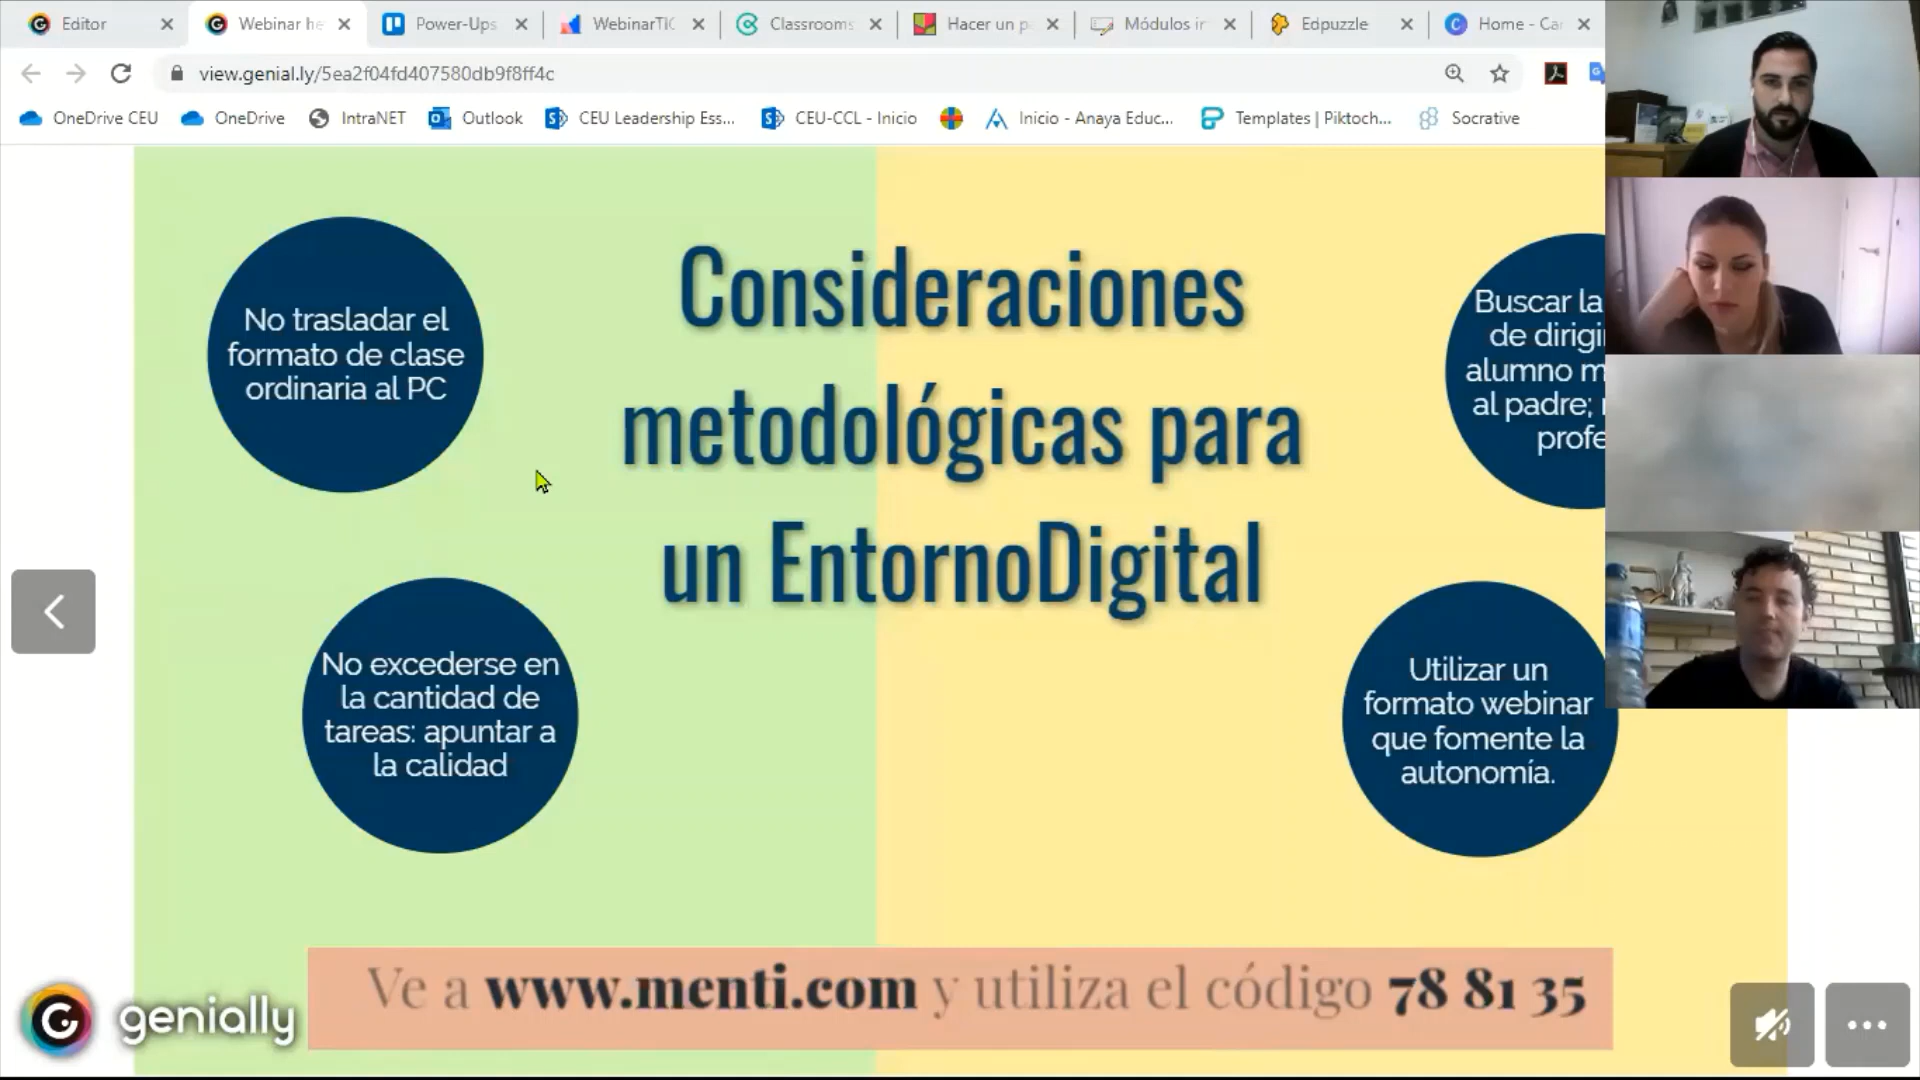 Editor
Webinar he
Power-Ups
WebinarTIC
Classrooms
Hacer un p
Módulos in
Edpuzzle
Home - Ca
view.genial.ly/5ea2f04fd407580db9f8ff4c
OneDrive CEU
OneDrive
IntraNET
Outlook
CEU Leadership Ess...
CEU-CCL - Inicio
Inicio - Anaya Educ...
Templates | Piktoch...
Socrative
Consideraciones
metodológicas para
un EntornoDigital
No trasladar el
formato de clase
ordinaria al PC
No excederse en
la cantidad de
tareas: apuntar a
la calidad
Buscar la
de dirigi
alumno m
al padre;
profe
Utilizar un
formato webinar
que fomente la
autonomía.
Ve a www.menti.com y utiliza el código 78 81 35
genially